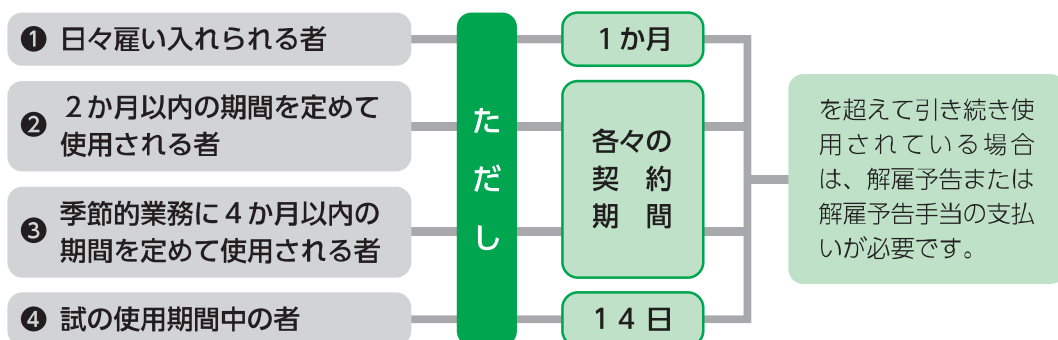 ❶ 日々雇い入れられる者
❷ 2か月以内の期間を定めて
使用される者
❸ 季節的業務に4か月以内の
期間を定めて使用される者
❹ 試の使用期間中の者
ただし
1か月
各々の
契約
期間
14日
を超えて引き続き使
用されている場合
は、解雇予告または
解雇予告手当の支払
いが必要です。